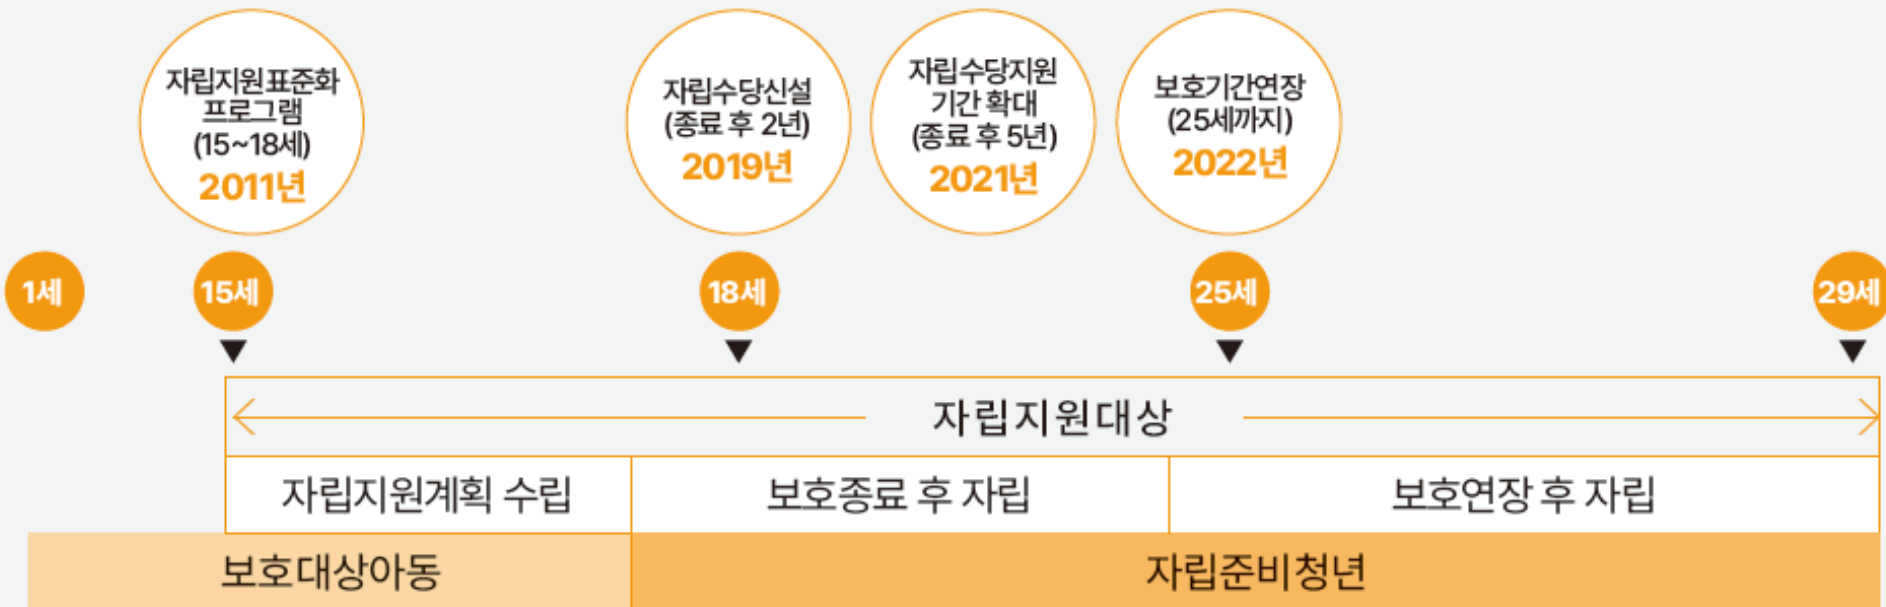 자립지원표준화
프로그램
(15~18세)
2011년
자립수당신설
(종료 후 2년)
2019년
자립수당지원
기간 확대
(종료 후 5년)
2021년
보호기간연장
(25세까지)
2022년
1세
15세
18세
25세
29세
자립지원대상
자립지원계획 수립
보호종료 후 자립
보호연장 후 자립
보호대상아동
자립준비청년